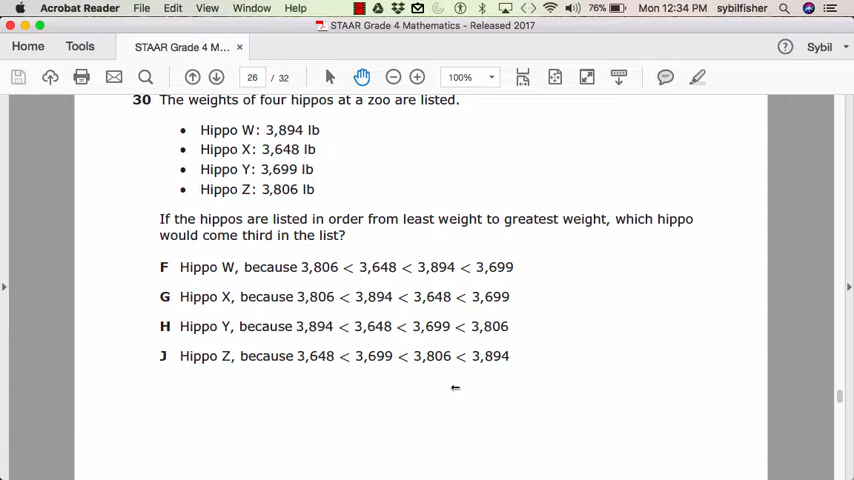 Acrobat Reader File Edit View Window Help 76% Mon 12:34 PM sybilfisher
STAAR Grade 4 Mathematics - Released 2017
Home Tools STAAR Grade 4 M... × Sybil
26 / 32 100%
30 The weights of four hippos at a zoo are listed.
• Hippo W: 3,894 lb
• Hippo X: 3,648 lb
• Hippo Y: 3,699 lb
• Hippo Z: 3,806 lb
If the hippos are listed in order from least weight to greatest weight, which hippo
would come third in the list?
F Hippo W, because 3,806 < 3,648 < 3,894 < 3,699
G Hippo X, because 3,806 < 3,894 < 3,648 < 3,699
H Hippo Y, because 3,894 < 3,648 < 3,699 < 3,806
J Hippo Z, because 3,648 < 3,699 < 3,806 < 3,894